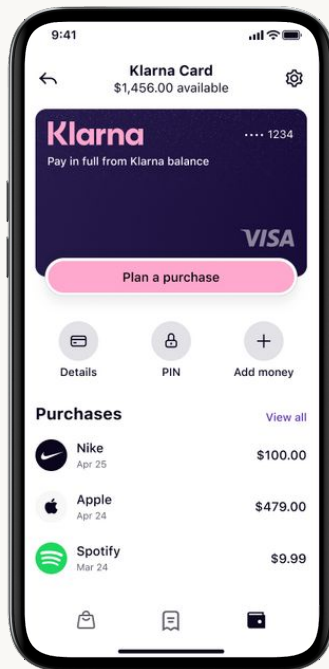 9:41
Klarna Card
$1,456.00 available
Klarna
•••• 1234
Pay in full from Klarna balance
VISA
Plan a purchase
Details
PIN
Add money
Purchases
View all
Nike
Apr 25
$100.00
Apple
Apr 24
$479.00
Spotify
Mar 24
$9.99